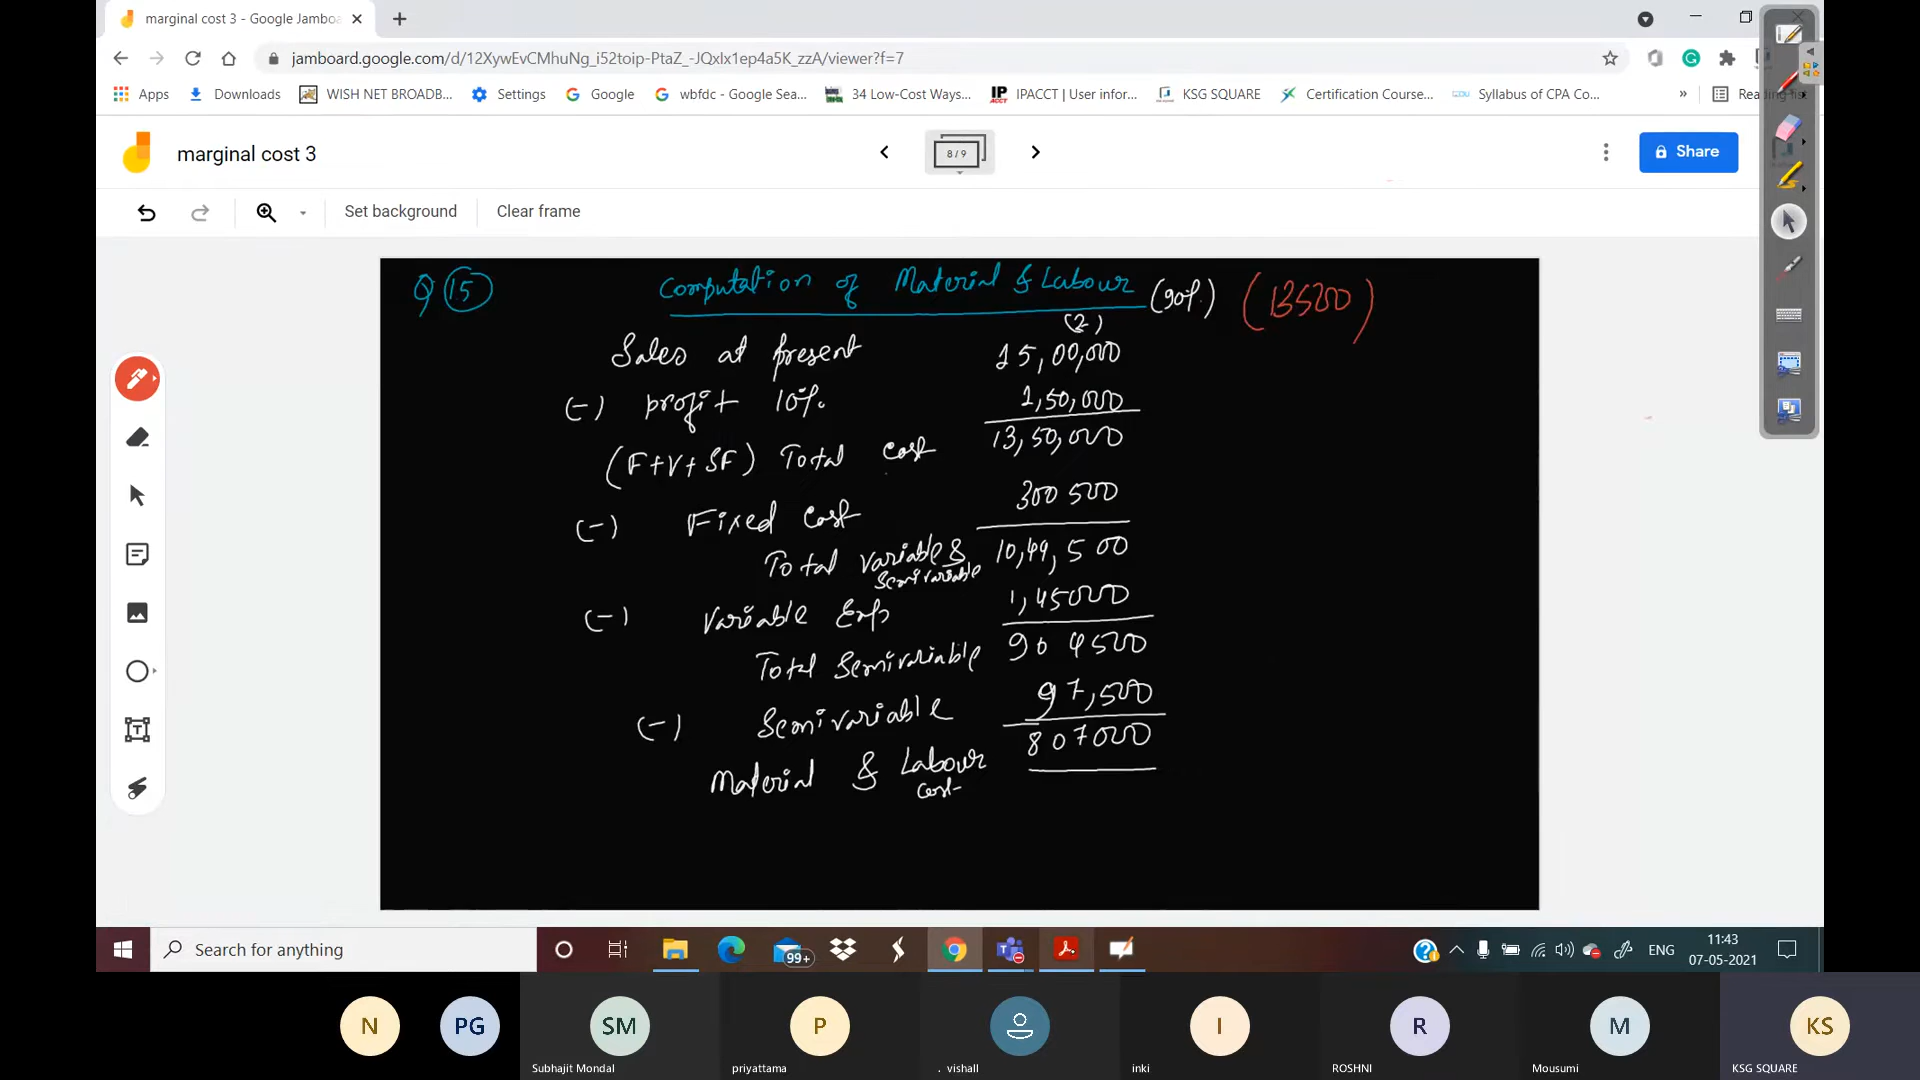 marginal cost 3 - Google Jamboa
jamboard.google.com/d/12XywEvCMhuNg_i52toip-PtaZ_-JQxlx1ep4a5K_zzA/viewer?f=7
Apps Downloads WISH NET BROADB... Settings Google wbfdc - Google Sea... 34 Low-Cost Ways... IPACCT | User infor... KSG SQUARE Certification Course... Syllabus of CPA Co... »
marginal cost 3
8 / 9
Share
Set background Clear frame
Q 15 Computation of Material & Labour (90%) (13500)
(2)
Sales at present 15,00,000
(-) profit 10% 1,50,000
(F+V+SF) Total cost 13,50,000
(-) Fixed Cost 300 500
Total variable & 10,49,500
Semivariable
(-) Variable Exp 1,45000
Total Semivariable 904500
(-) Semivariable 97,500
Material & Labour 807000
Cost
Search for anything
99+
ENG
11:43
07-05-2021
N PG SM P I R M KS
Subhajit Mondal priyattama . vishall inki ROSHNI Mousumi KSG SQUARE